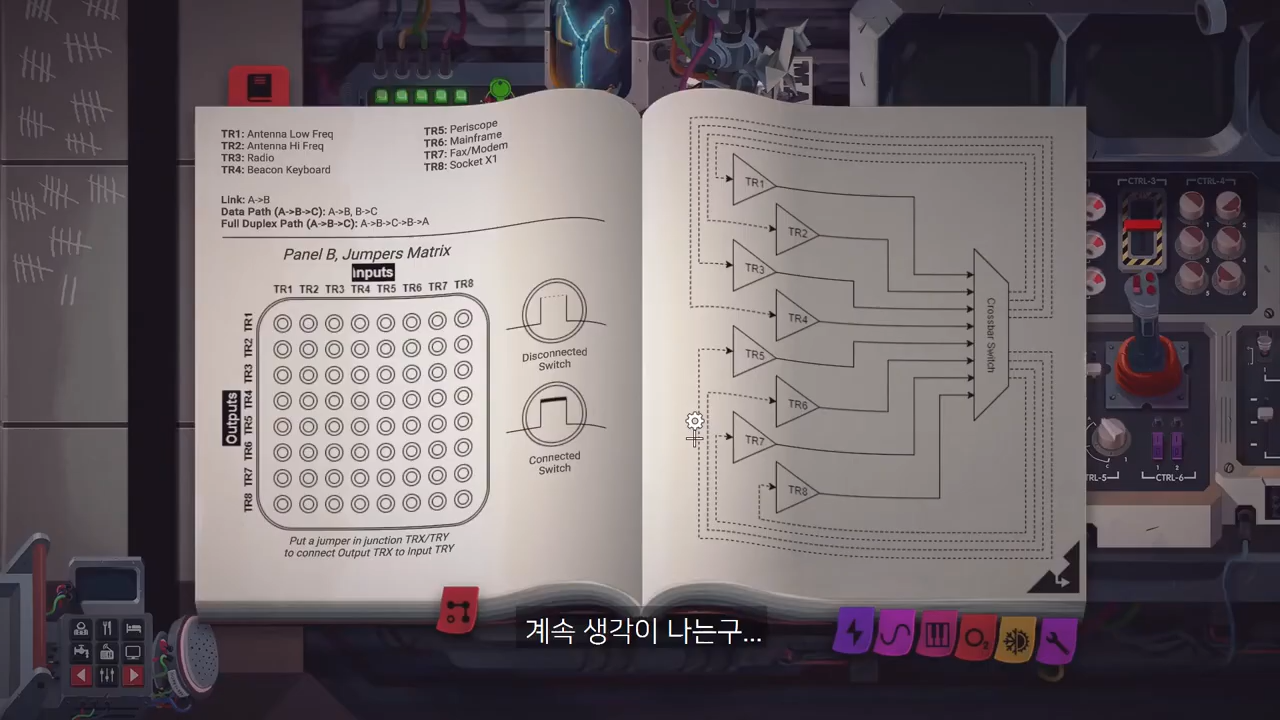 TR1: Antenna Low Freq
TR2: Antenna Hi Freq
TR3: Radio
TR4: Beacon Keyboard
TR5: Periscope
TR6: Mainframe
TR7: Fax/Modem
TR8: Socket X1
Link: A->B
Data Path (A->B->C): A->B, B->C
Full Duplex Path (A->B->C): A->B->C->B->A
Panel B, Jumpers Matrix
Inputs
TR1 TR2 TR3 TR4 TR5 TR6 TR7 TR8
Outputs
TR1
TR2
TR3
TR4
TR5
TR6
TR7
TR8
Disconnected
Switch
Connected
Switch
Put a jumper in junction TRX/TRY
to connect Output TRX to Input TRY
TR1
TR2
TR3
TR4
TR5
TR6
TR7
TR8
Crossbar Switch
CTRL-3
CTRL-4
TRL-5
CTRL-6
O2
계속 생각이 나는구...